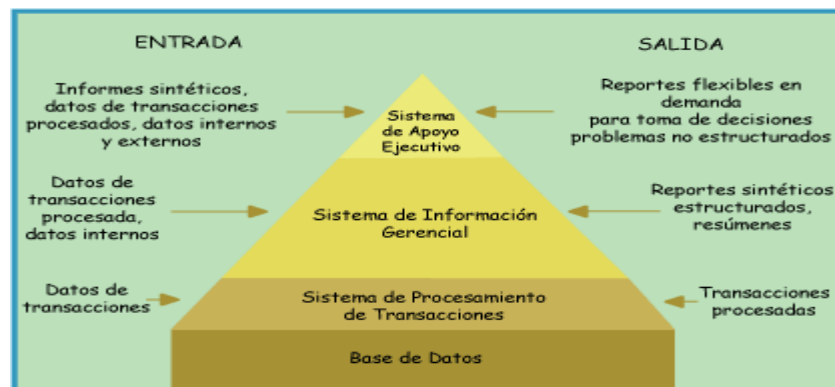 ENTRADA
SALIDA
Informes sintéticos,
datos de transacciones
procesados, datos internos
y externos
Sistema
de Apoyo
Ejecutivo
Reportes flexibles en
demanda
para toma de decisiones
problemas no estructurados
Datos de
transacciones
procesada,
datos internos
Sistema de Información
Gerencial
Reportes sintéticos
estructurados,
resúmenes
Datos de
transacciones
Sistema de Procesamiento
de Transacciones
Transacciones
procesadas
Base de Datos